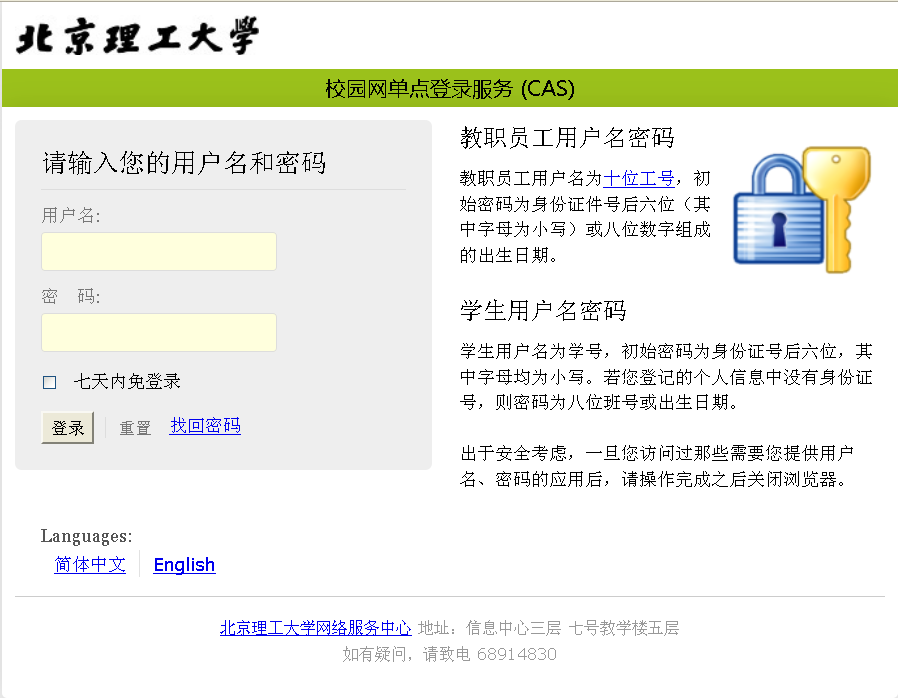 北京理工大學
校园网单点登录服务 (CAS)
请输入您的用户名和密码
用户名:
密 码:
七天内免登录
登录 重置 找回密码
教职员工用户名密码
教职员工用户名为十位工号，初
始密码为身份证件号后六位（其
中字母为小写）或八位数字组成
的出生日期。
学生用户名密码
学生用户名为学号，初始密码为身份证号后六位，其
中字母均为小写。若您登记的个人信息中没有身份证
号，则密码为八位班号或出生日期。
出于安全考虑，一旦您访问过那些需要您提供用户
名、密码的应用后，请操作完成之后关闭浏览器。
Languages:
简体中文 English
北京理工大学网络服务中心 地址：信息中心三层 七号教学楼五层
如有疑问，请致电 68914830